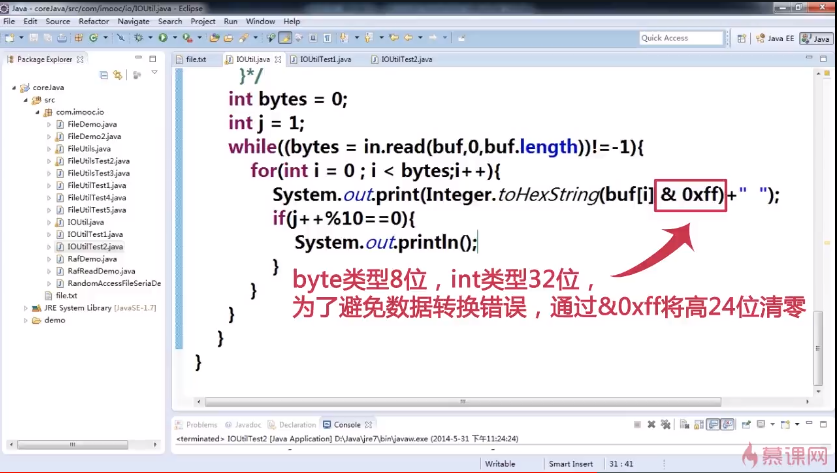 Java - coreJava/src/com/imooc/io/IOUtil.java - Eclipse
File Edit Source Refactor Navigate Search Project Run Window Help
Quick Access
Java EE
Java
Package Explorer
file.txt
IOUtil.java
IOUtilTest1.java
IOUtilTest2.java
coreJava
src
com.imooc.io
FileDemo.java
FileDemo2.java
FileUtils.java
FileUtilsTest2.java
FileUtilsTest3.java
FileUtilTest1.java
FileUtilTest4.java
FileUtilTest5.java
IOUtil.java
IOUtilTest1.java
IOUtilTest2.java
RafDemo.java
RafReadDemo.java
RandomAccessFileSeriaDe
file.txt
JRE System Library [JavaSE-1.7]
demo
}*/
int bytes = 0;
int j = 1;
while((bytes = in.read(buf,0,buf.length))!=-1){
for(int i = 0 ; i < bytes;i++){
System.out.print(Integer.toHexString(buf[i] & 0xff)+"  ");
if(j++%10==0){
System.out.println();
}
}
}
}
}
byte类型8位，int类型32位，
为了避免数据转换错误，通过&0xff将高24位清零
Problems
Javadoc
Declaration
Console
<terminated> IOUtilTest2 [Java Application] D:\Java\jre7\bin\javaw.exe (2014-5-31 下午11:24:24)
Writable
Smart Insert
31 : 41
慕课网